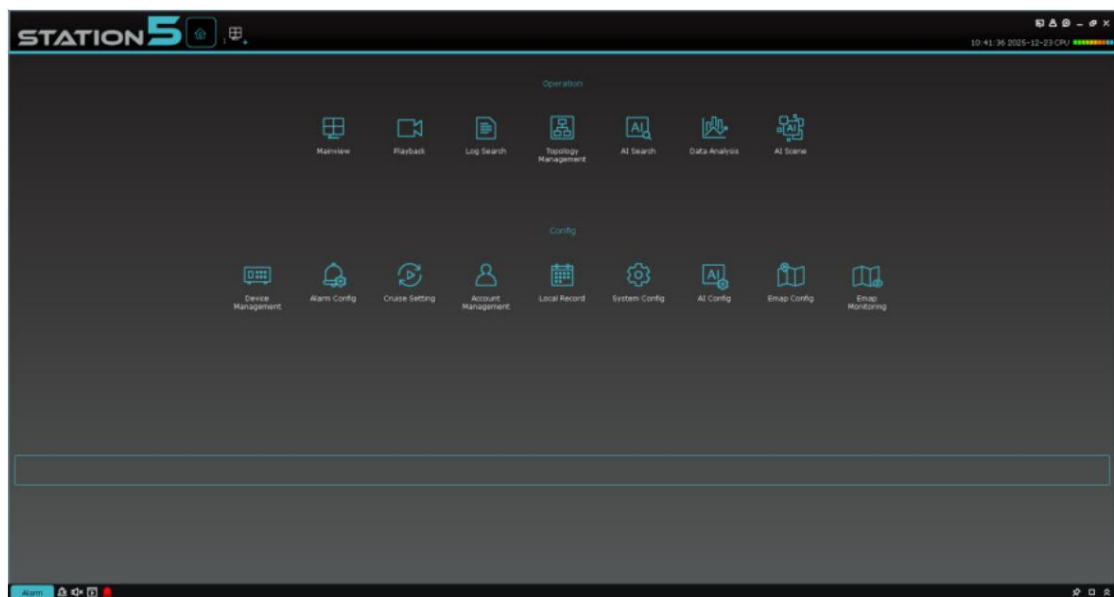 STATION5
10:41:36 2025-12-23 CPU
Operation
Mainview
Playback
Log Search
Topology
Management
AI Search
Data Analysis
AI Scene
Config
Device
Management
Alarm Config
Cruise Setting
Account
Management
Local Record
System Config
AI Config
Emap Config
Emap
Monitoring
Alarm